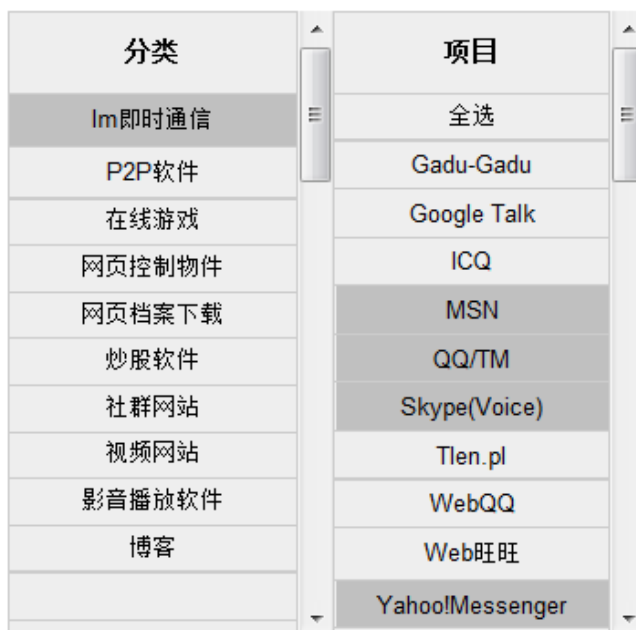 分类
Im即时通信
P2P软件
在线游戏
网页控制物件
网页档案下载
炒股软件
社群网站
视频网站
影音播放软件
博客
项目
全选
Gadu-Gadu
Google Talk
ICQ
MSN
QQ/TM
Skype(Voice)
Tlen.pl
WebQQ
Web旺旺
Yahoo!Messenger